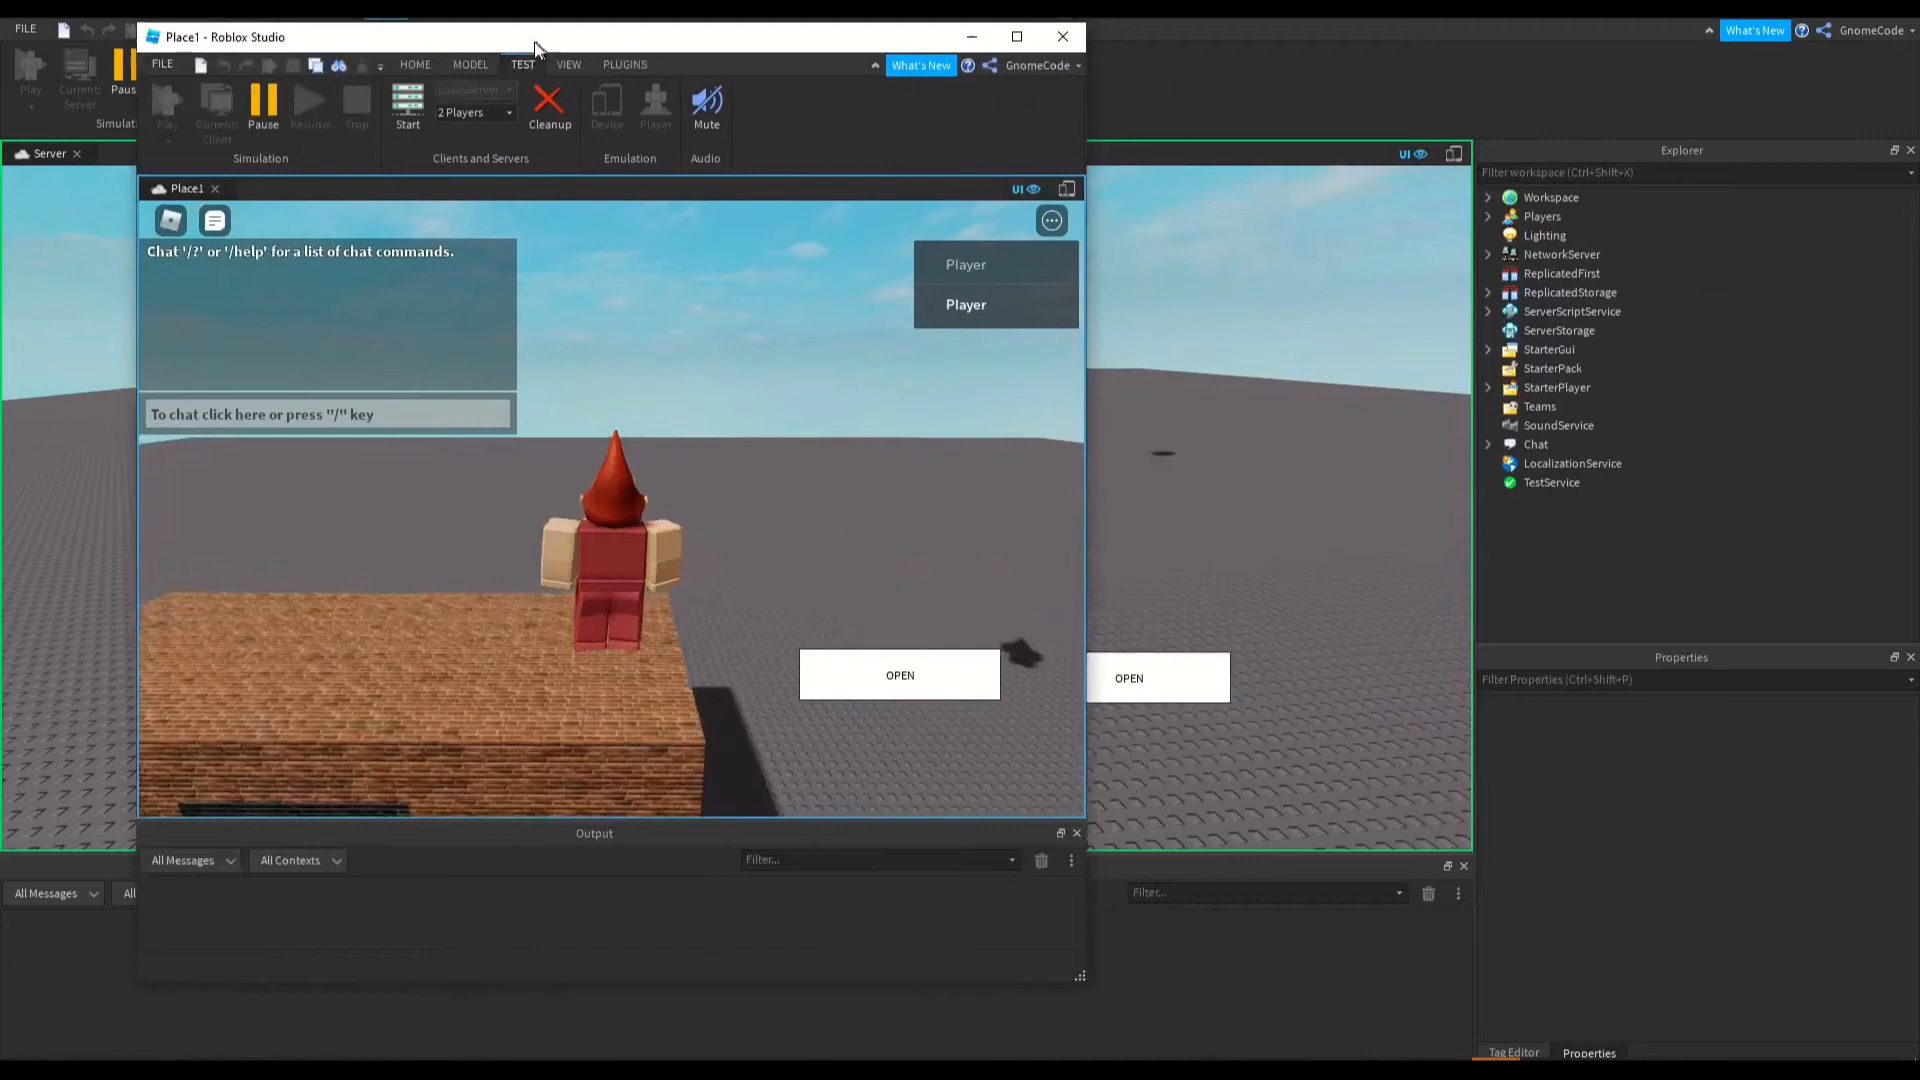 FILE
What's New
GnomeCode
Play
Current:
Server
Paus
Simulati
Place1 - Roblox Studio
FILE
HOME
MODEL
TEST
VIEW
PLUGINS
What's New
GnomeCode
Play
Current:
Client
Pause
Resume
Stop
Simulation
Start
LocalServer
2 Players
Cleanup
Clients and Servers
Device
Player
Emulation
Mute
Audio
Server
UI
Place1
UI
Chat '/?' or '/help' for a list of chat commands.
To chat click here or press "/" key
Player
Player
OPEN
OPEN
Output
All Messages
All Contexts
Filter...
All Messages
All
Filter...
Explorer
Filter workspace (Ctrl+Shift+X)
Workspace
Players
Lighting
NetworkServer
ReplicatedFirst
ReplicatedStorage
ServerScriptService
ServerStorage
StarterGui
StarterPack
StarterPlayer
Teams
SoundService
Chat
LocalizationService
TestService
Properties
Filter Properties (Ctrl+Shift+P)
Tag Editor
Properties